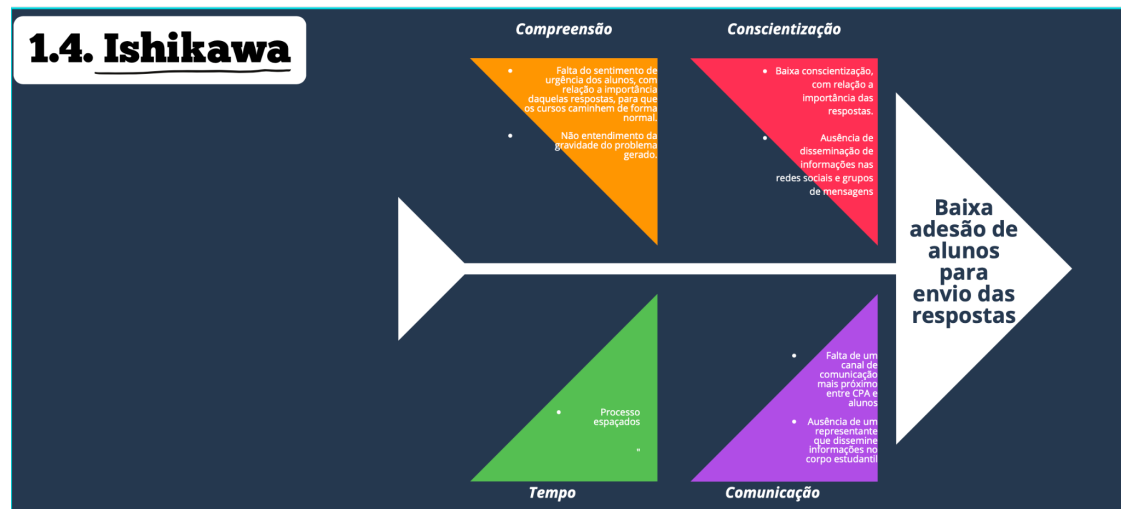 1.4. Ishikawa
Compreensão
Falta do sentimento de
urgência dos alunos, com
relação a importância
daquelas respostas, para que
os cursos caminhem de forma
normal.
Não entendimento da
gravidade do problema
gerado.
Conscientização
Baixa conscientização,
com relação a
importância das
respostas.
Ausência de
disseminação de
informações nas
redes sociais e grupos
de mensagens
Baixa
adesão de
alunos
para
envio das
respostas
Processo
espaçados
"
Tempo
Falta de um
canal de
comunicação
mais próximo
entre CPA e
alunos
Ausência de um
representante
que dissemine
informações no
corpo estudantil
Comunicação